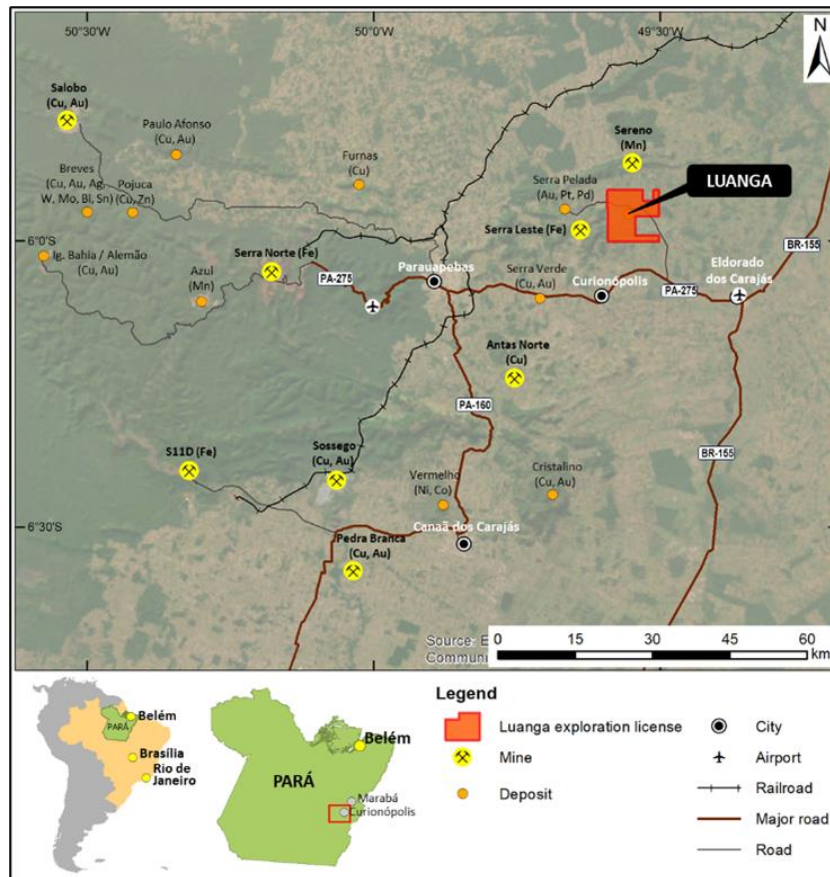 50°30'W
50°0'W
49°30'W
N
Salobo
(Cu, Au)
Paulo Afonso
(Cu, Au)
Sereno
(Mn)
Breves
(Cu, Au, Ag,
W, Mo, Bi, Sn)
Pojuca
(Cu, Zn)
Furnas
(Cu)
Serra Pelada
(Au, Pt, Pd)
LUANGA
Serra Leste (Fe)
6°0'S
BR-155
Ig. Bahia / Alemão
(Cu, Au)
Serra Norte (Fe)
Azul
(Mn)
PA-275
Parauapebas
Serra Verde
(Cu, Au)
Curionópolis
Eldorado
dos Carajás
PA-275
Antas Norte
(Cu)
PA-160
BR-155
S11D (Fe)
Sossego
(Cu, Au)
Vermelho
(Ni, Co)
Cristalino
(Cu, Au)
6°30'S
Canaã dos Carajás
Pedra Branca
(Cu, Au)
Source: E
Communi
0 15 30 45 60
km
PARÁ
Belém
Brasília
Rio de
Janeiro
PARÁ
Belém
Marabá
Curionópolis
Legend
Luanga exploration license
Mine
Deposit
City
Airport
Railroad
Major road
Road